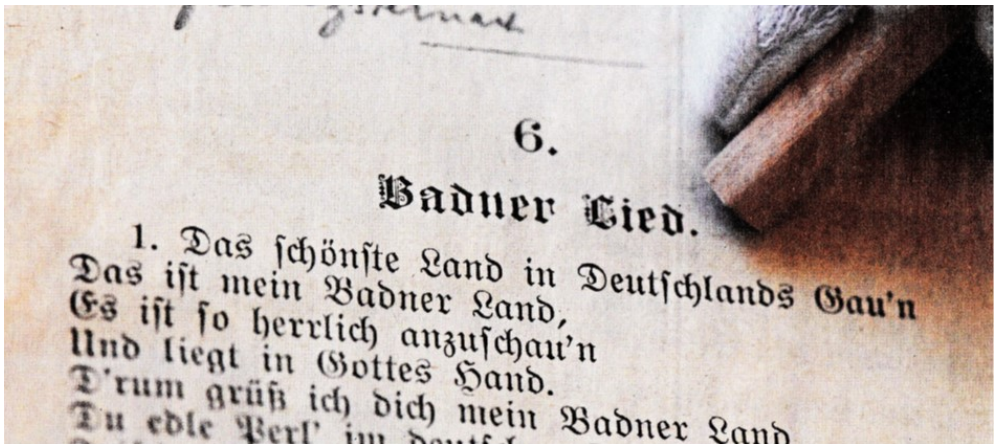 6.
Badner Lied.
1. Das schönste Land in Deutschlands Gau'n
Das ist mein Badner Land,
Es ist so herrlich anzuschau'n
Und liegt in Gottes Hand.
D'rum grüß ich dich mein Badner Land
Du edle Perl' im